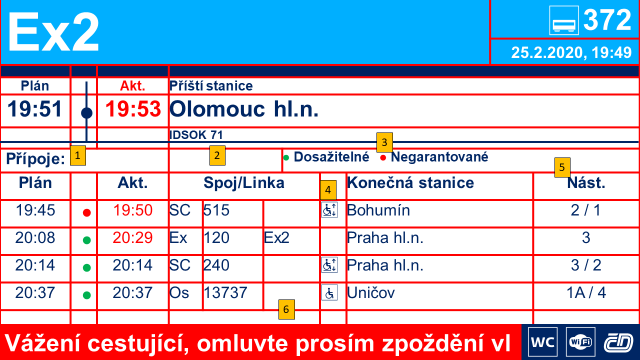 Ex2
372
25.2.2020, 19:49
Plán Akt. Příští stanice
19:51 19:53 Olomouc hl.n.
IDSOK 71
3
Přípoje: 1 2 Dosažitelné Negarantované
5
Plán Akt. Spoj/Linka 4 Konečná stanice Nást.
19:45 19:50 SC 515 Bohumín 2 / 1
20:08 20:29 Ex 120 Ex2 Praha hl.n. 3
20:14 20:14 SC 240 Praha hl.n. 3 / 2
20:37 20:37 Os 13737 Uničov 1A / 4
6
Vážení cestující, omluvte prosím zpoždění vl WC WiFi ČD